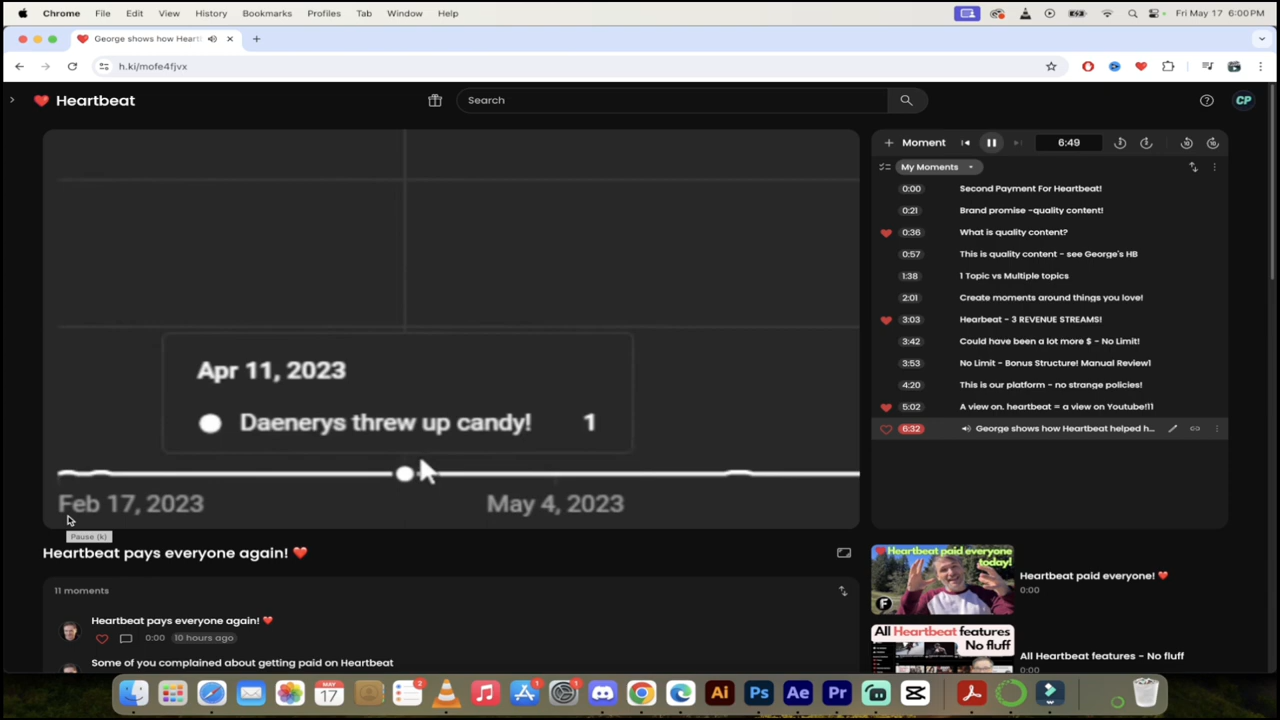 Chrome File Edit View History Bookmarks Profiles Tab Window Help Fri May 17 6:00 PM
George shows how Heart
h.ki/mofe4fjvx
Heartbeat
Search
CP
Apr 11, 2023
Daenerys threw up candy! 1
Feb 17, 2023 May 4, 2023
Pause (k)
Moment 6:49
My Moments
0:00 Second Payment For Heartbeat!
0:21 Brand promise -quality content!
0:36 What is quality content?
0:57 This is quality content - see George's HB
1:38 1 Topic vs Multiple topics
2:01 Create moments around things you love!
3:03 Hearbeat - 3 REVENUE STREAMS!
3:42 Could have been a lot more $ - No Limit!
3:53 No Limit - Bonus Structure! Manual Review1
4:20 This is our platform - no strange policies!
5:02 A view on. heartbeat = a view on Youtube!11
6:32 George shows how Heartbeat helped h...
Heartbeat pays everyone again!
11 moments
Heartbeat pays everyone again!
0:00 10 hours ago
Some of you complained about getting paid on Heartbeat
Heartbeat paid everyone
today!
F
Heartbeat paid everyone!
0:00
All Heartbeat features
No fluff
All Heartbeat features - No fluff
0:00
MAY
17
2
1
1
Ai Ps Ae Pr